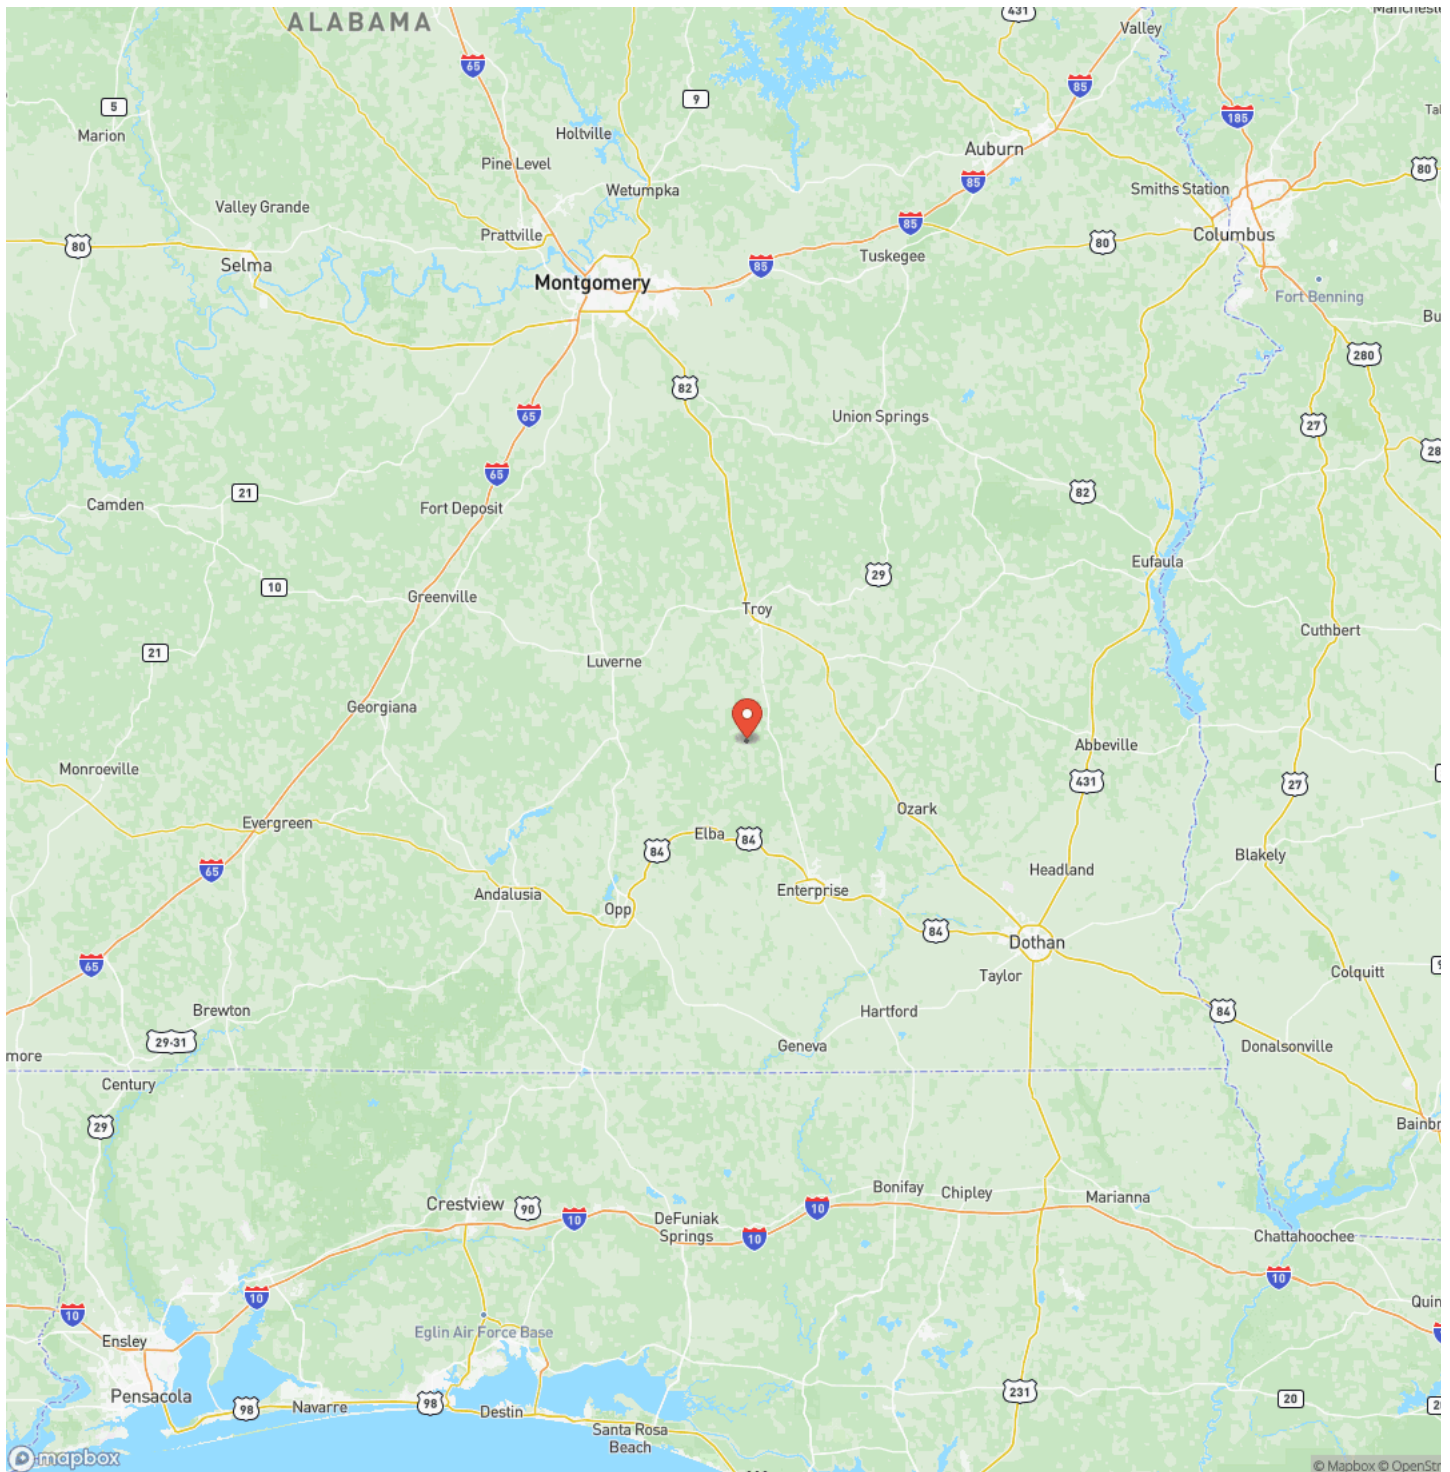 ALABAMA
431
Valley
65
85
5
9
Marion
Holtville
185
Auburn
Pine Level
80
85
Wetumpka
Smiths Station
Valley Grande
85
Prattville
80
80
Columbus
Selma
85
Tuskegee
Montgomery
Fort Benning
280
82
65
Union Springs
27
65
21
82
Camden
Fort Deposit
Eufaula
29
10
Greenville
Troy
Cuthbert
21
Luverne
Georgiana
Abbeville
Monroeville
431
27
Ozark
Evergreen
Elba
84
84
Blakely
65
Headland
Andalusia
Enterprise
Opp
84
Dothan
65
Taylor
Colquitt
Brewton
Hartford
84
29-31
Geneva
Donalsonville
more
Century
29
Bainbr
Bonifay
Chipley
Marianna
Crestview
90
10
10
DeFuniak
Springs
10
Chattahoochee
10
10
10
Quin
Eglin Air Force Base
Ensley
231
20
Pensacola
98
Navarre
98
Destin
Santa Rosa
Beach
mapbox
© Mapbox © OpenStr